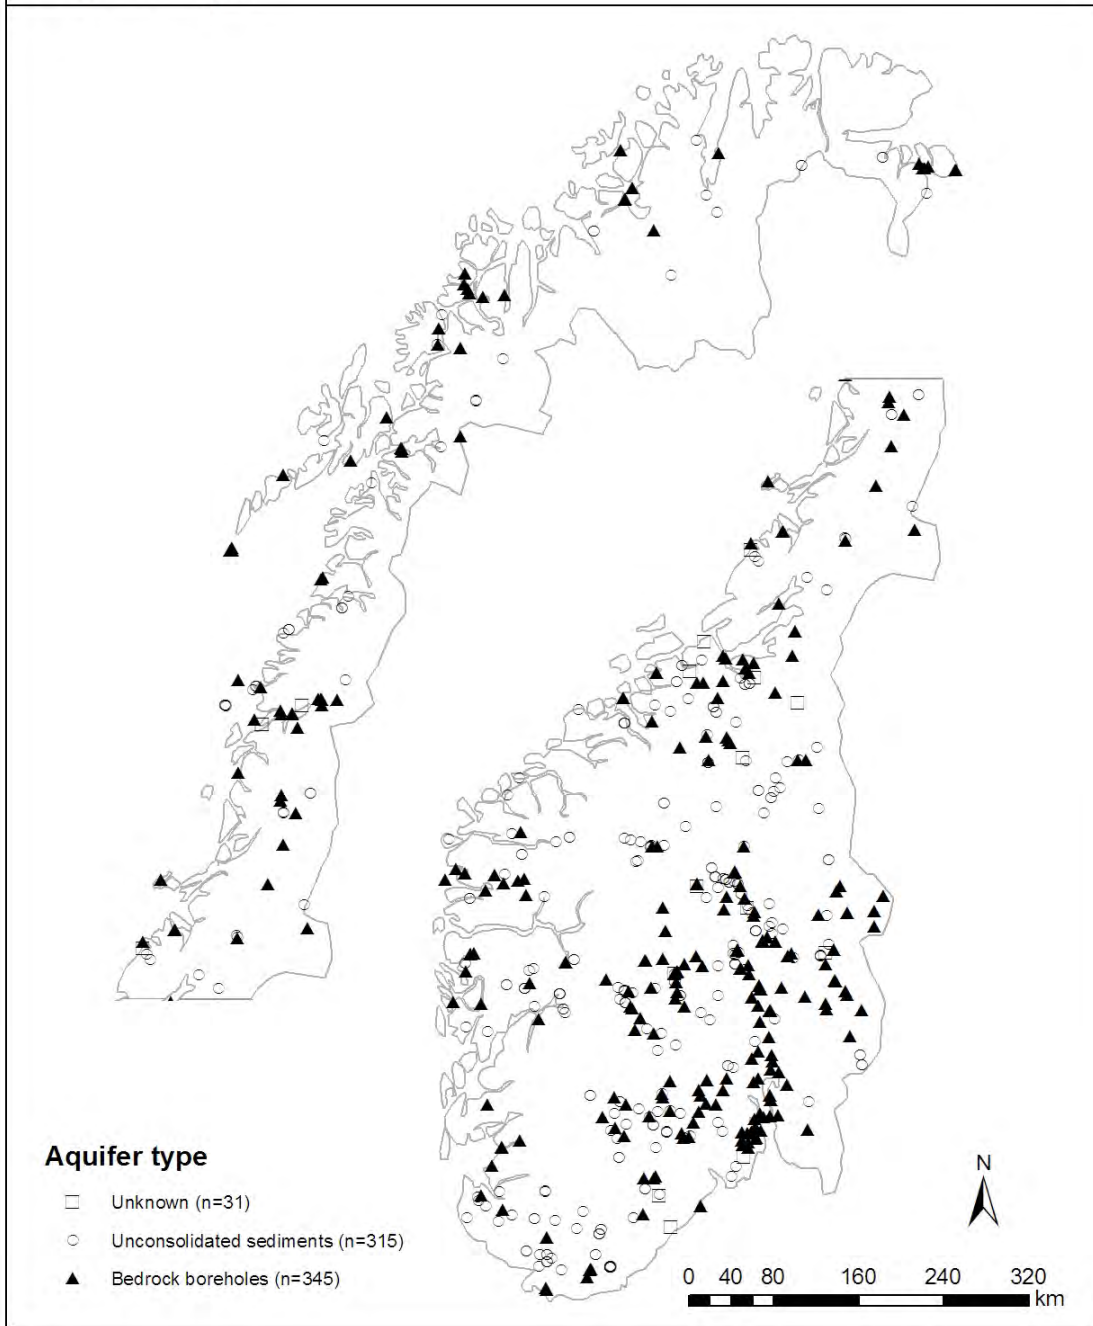 Aquifer type
Unknown (n=31)
Unconsolidated sediments (n=315)
Bedrock boreholes (n=345)
N
0 40 80 160 240 320
km